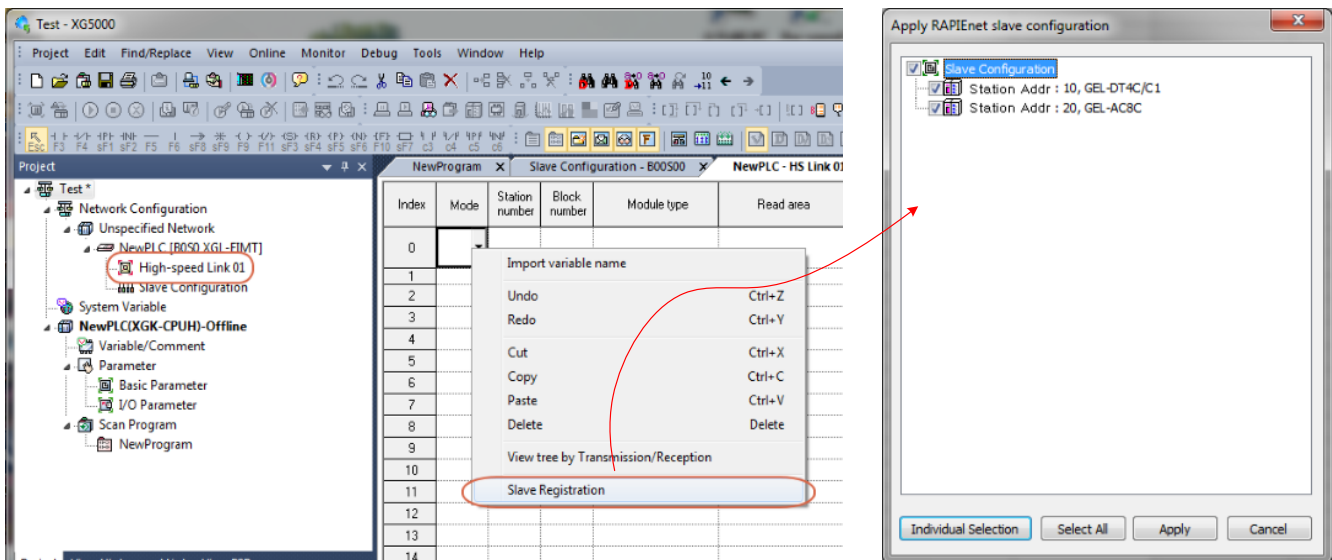 Test - XG5000
Project Edit Find/Replace View Online Monitor Debug Tools Window Help
Esc F3 F4 sF1 sF2 F5 F6 sF8 sF9 F9 F11 sF3 sF4 sF5 sF6 F10 sF7 c3 c4 c5 c6
Project
NewProgram
Slave Configuration - B00S00
NewPLC - HS Link 01
Test *
Network Configuration
Unspecified Network
NewPLC [B0S0 XGL-EIMT]
High-speed Link 01
Slave Configuration
System Variable
NewPLC(XGK-CPUH)-Offline
Variable/Comment
Parameter
Basic Parameter
I/O Parameter
Scan Program
NewProgram
Index Mode Station number Block number Module type Read area
0
1
2
3
4
5
6
7
8
9
10
11
12
13
14
Import variable name
Undo Ctrl+Z
Redo Ctrl+Y
Cut Ctrl+X
Copy Ctrl+C
Paste Ctrl+V
Delete Delete
View tree by Transmission/Reception
Slave Registration
Apply RAPIEnet slave configuration
Slave Configuration
Station Addr : 10, GEL-DT4C/C1
Station Addr : 20, GEL-AC8C
Individual Selection Select All Apply Cancel